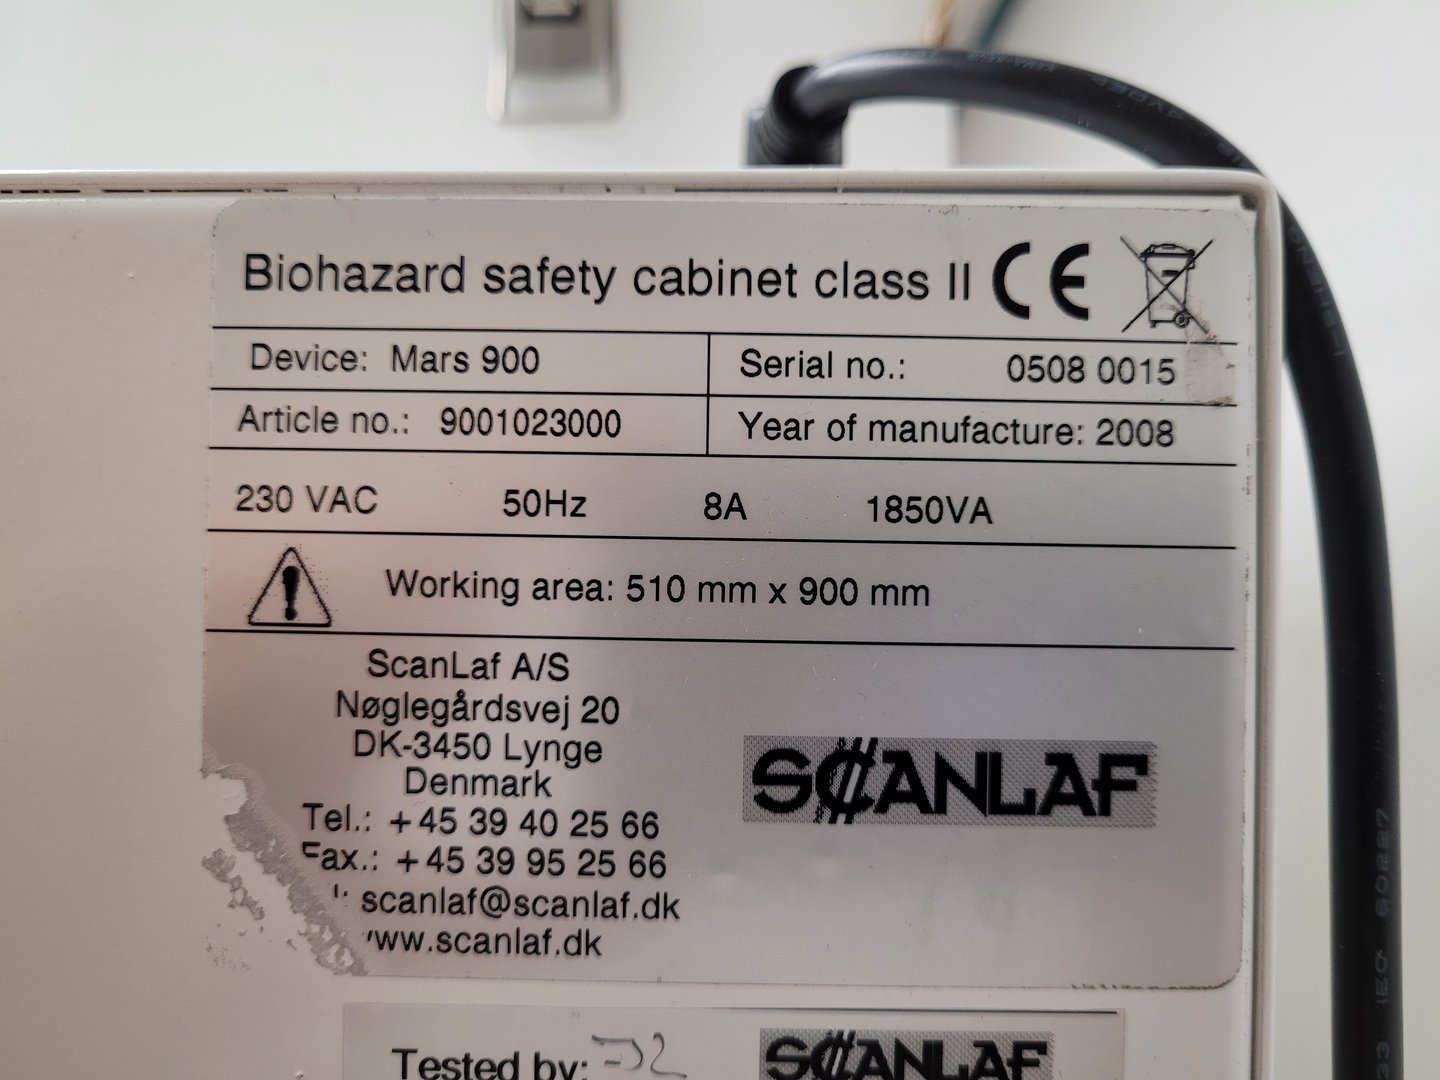 Biohazard safety cabinet class II CE
Device: Mars 900 Serial no.: 0508 0015
Article no.: 9001023000 Year of manufacture: 2008
230 VAC 50Hz 8A 1850VA
Working area: 510 mm x 900 mm
ScanLaf A/S
Nøglegårdsvej 20
DK-3450 Lynge
Denmark
Tel.: +45 39 40 25 66
Fax.: +45 39 95 25 66
scanlaf@scanlaf.dk
www.scanlaf.dk
SCANLAF
Tested by:
SCANLAF